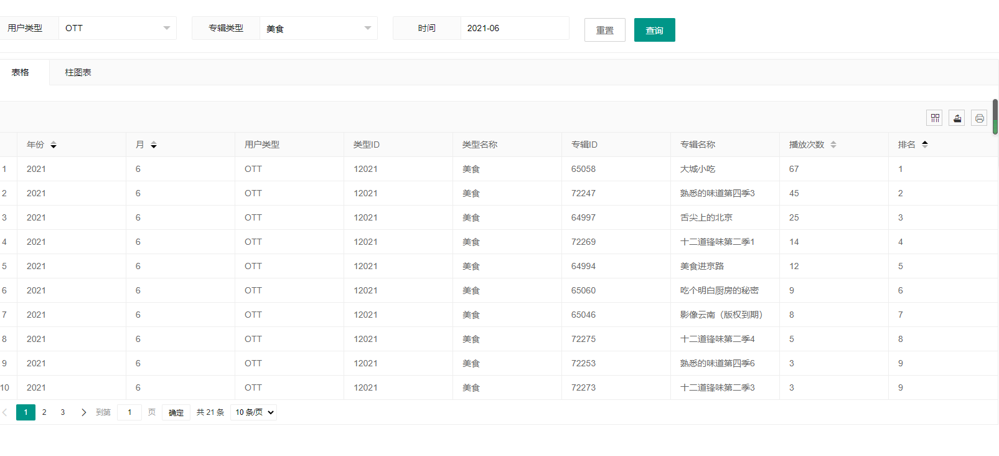 用户类型 OTT 专辑类型 美食 时间 2021-06 重置 查询
表格 柱图表
年份 月 用户类型 类型ID 类型名称 专辑ID 专辑名称 播放次数 排名
1 2021 6 OTT 12021 美食 65058 大城小吃 67 1
2 2021 6 OTT 12021 美食 72247 熟悉的味道第四季3 45 2
3 2021 6 OTT 12021 美食 64997 舌尖上的北京 25 3
4 2021 6 OTT 12021 美食 72269 十二道锋味第二季1 14 4
5 2021 6 OTT 12021 美食 64994 美食进京路 12 5
6 2021 6 OTT 12021 美食 65060 吃个明白厨房的秘密 9 6
7 2021 6 OTT 12021 美食 65046 影像云南（版权到期） 8 7
8 2021 6 OTT 12021 美食 72275 十二道锋味第二季4 5 8
9 2021 6 OTT 12021 美食 72253 熟悉的味道第四季6 3 9
10 2021 6 OTT 12021 美食 72273 十二道锋味第二季3 3 9
1 2 3 到第 1 页 确定 共 21 条 10 条/页